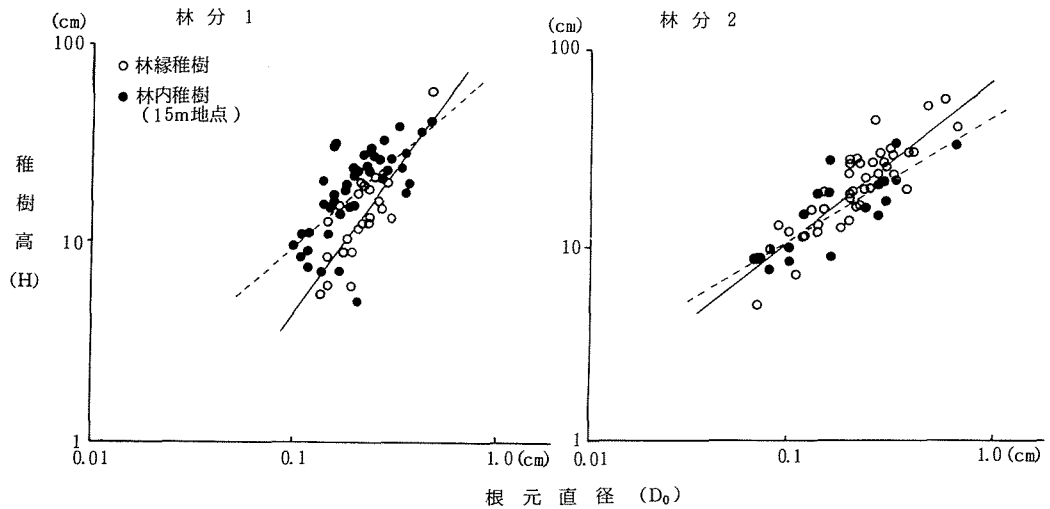 林分 1
(cm)
100
○ 林縁稚樹
● 林内稚樹
(15m地点)
稚樹高(H)
10
1
0.01
0.1
1.0(cm)
林分 2
(cm)
100
10
1
0.01
0.1
1.0(cm)
根元直径 (D₀)